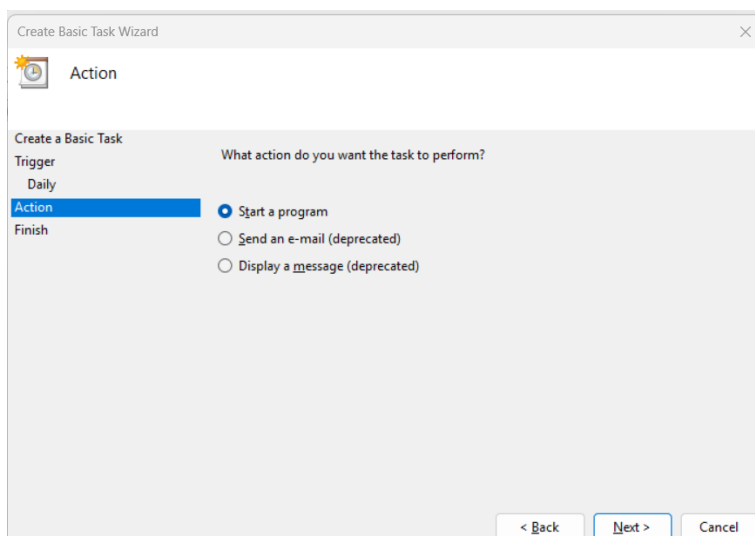 Create Basic Task Wizard
Action
Create a Basic Task
Trigger
Daily
Action
Finish
What action do you want the task to perform?
Start a program
Send an e-mail (deprecated)
Display a message (deprecated)
< Back
Next >
Cancel